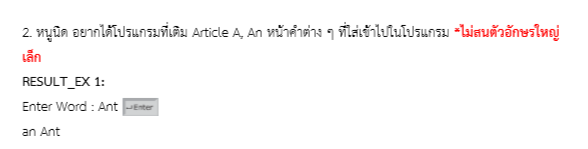 2. หนูนิด อยากได้โปรแกรมที่เติม Article A, An หน้าคำต่าง ๆ ที่ใส่เข้าไปในโปรแกรม *ไม่สนตัวอักษรใหญ่
เล็ก
RESULT_EX 1:
Enter Word : Ant ↵Enter
an Ant